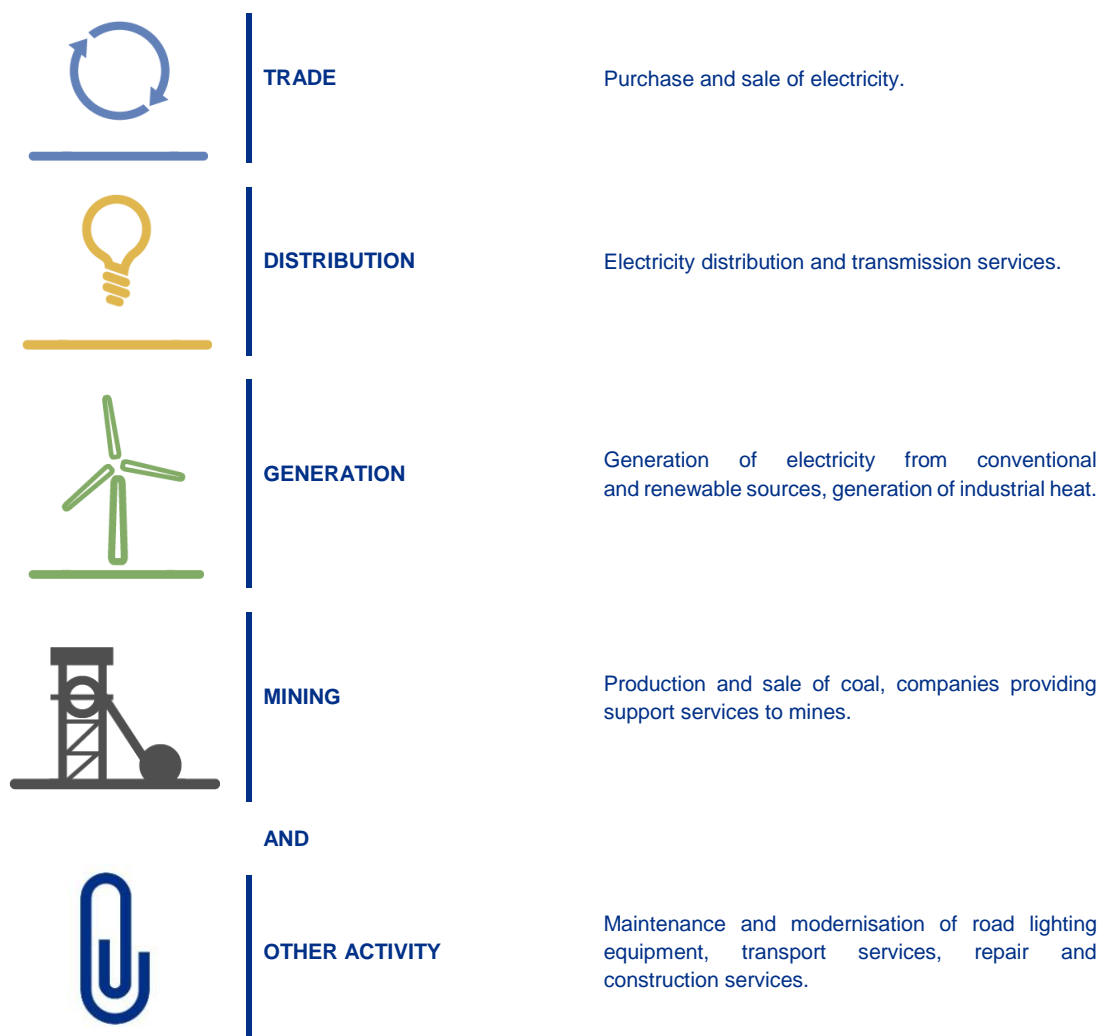 TRADE
Purchase and sale of electricity.
DISTRIBUTION
Electricity distribution and transmission services.
GENERATION
Generation of electricity from conventional
and renewable sources, generation of industrial heat.
MINING
Production and sale of coal, companies providing
support services to mines.
AND
OTHER ACTIVITY
Maintenance and modernisation of road lighting
equipment, transport services, repair and
construction services.